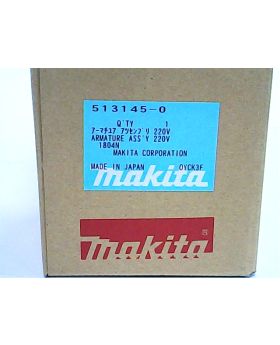 513145-0
Q'TY 1
アーマチュア アツセンブリ 220V
ARMATURE ASS'Y 220V
1804N
MAKITA CORPORATION
MADE IN JAPAN OYCK3F
makita
makita®